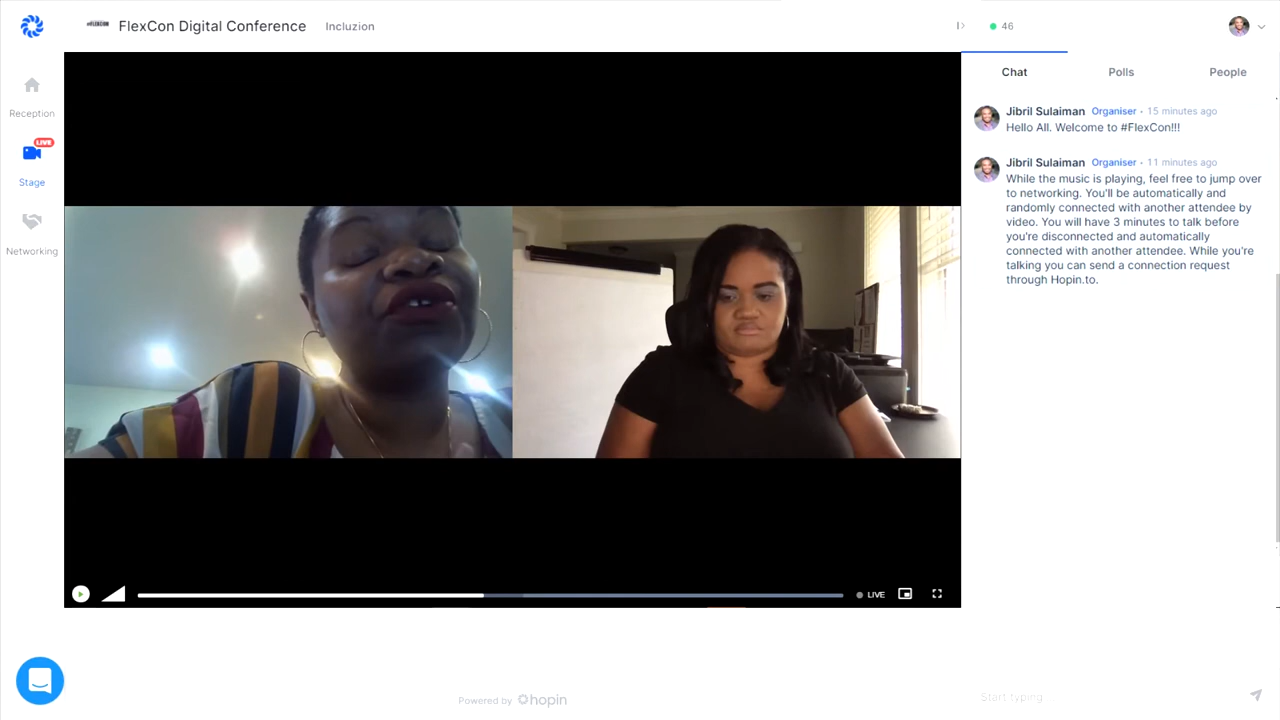 #FLEXCON FlexCon Digital Conference Incluzion
46
Reception
LIVE
Stage
Networking
Chat Polls People
Jibril Sulaiman Organiser • 15 minutes ago
Hello All. Welcome to #FlexCon!!!
Jibril Sulaiman Organiser • 11 minutes ago
While the music is playing, feel free to jump over
to networking. You'll be automatically and
randomly connected with another attendee by
video. You will have 3 minutes to talk before
you're disconnected and automatically
connected with another attendee. While you're
talking you can send a connection request
through Hopin.to.
LIVE
Powered by hopin
Start typing